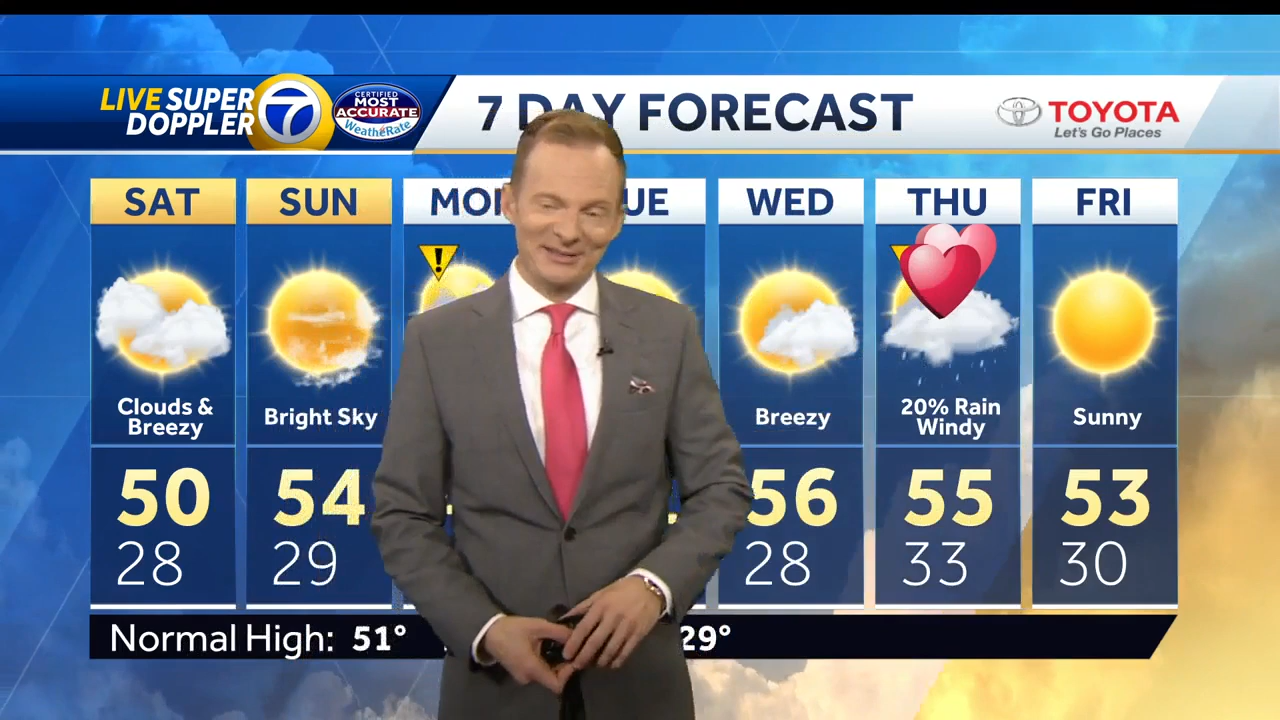 LIVE SUPER
DOPPLER
7
CERTIFIED
MOST
ACCURATE
WeatheRate
7 DAY FORECAST
TOYOTA
Let's Go Places
SAT
SUN
MON
UE
WED
THU
FRI
!
Clouds &
Breezy
Bright Sky
Breezy
20% Rain
Windy
Sunny
50
54
56
55
53
28
29
28
33
30
Normal High: 51°
29°